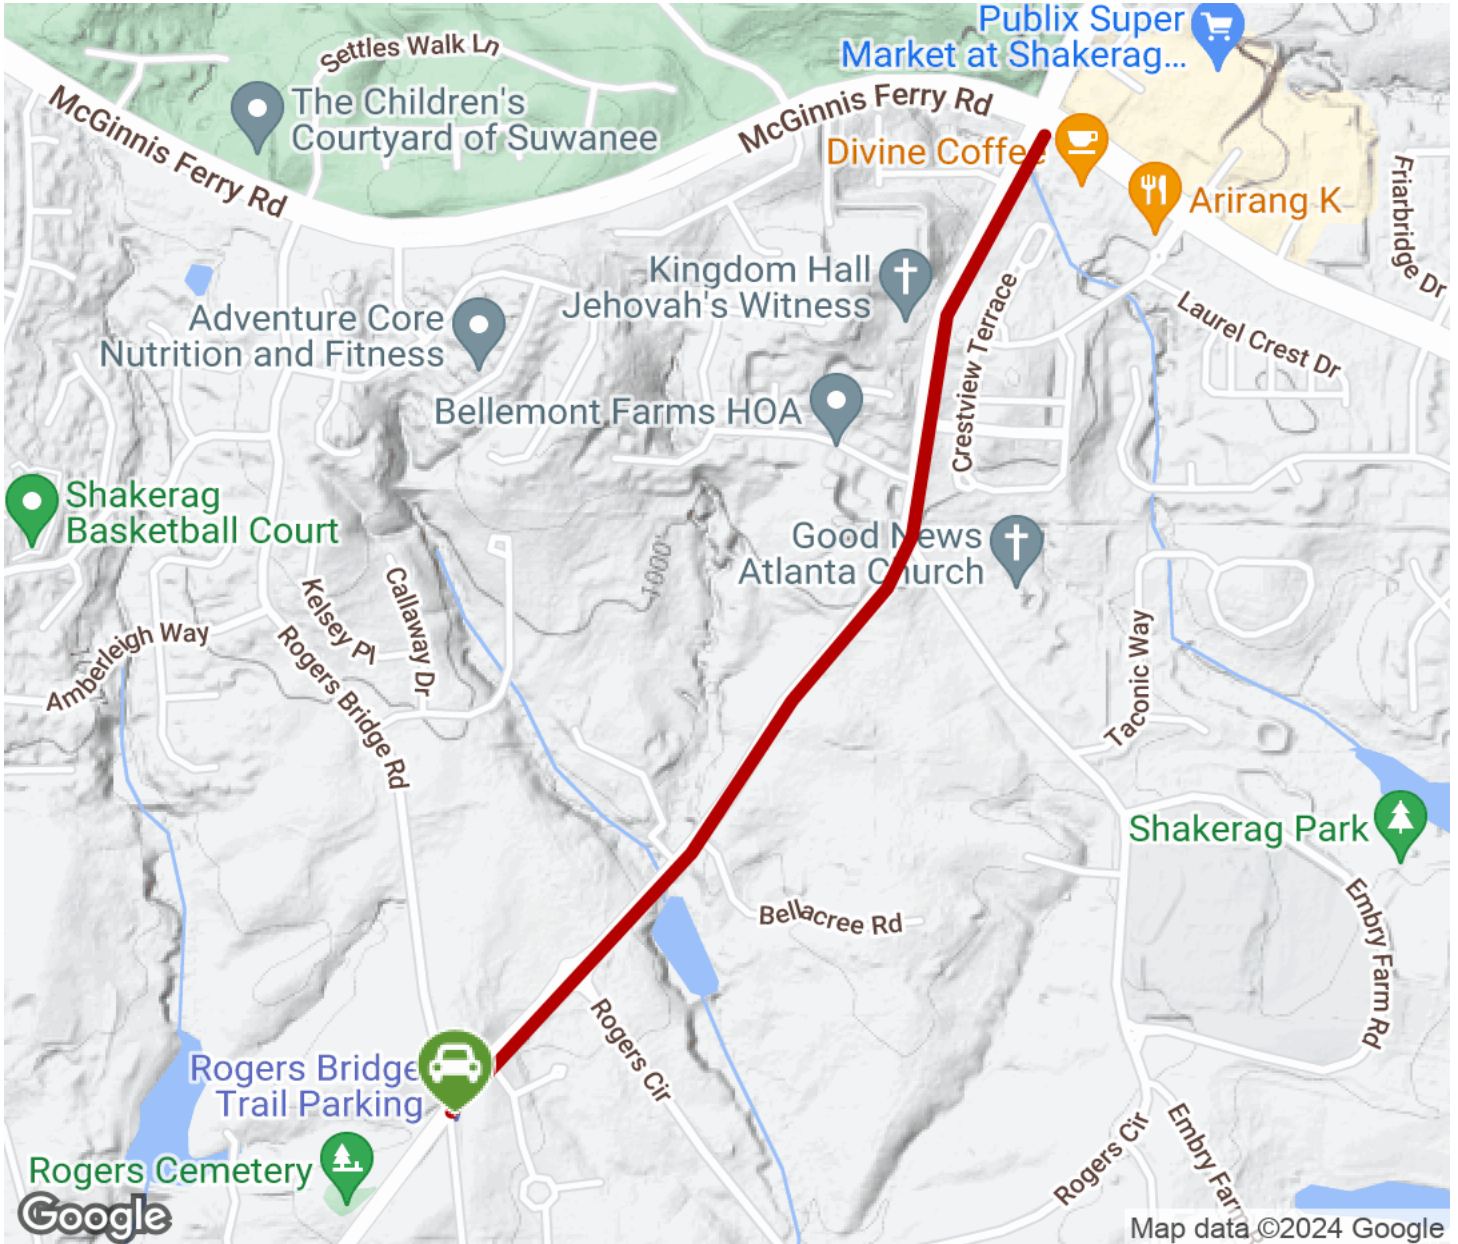 Publix Super
Market at Shakerag...
Settles Walk Ln
The Children's
Courtyard of Suwanee
McGinnis Ferry Rd
McGinnis Ferry Rd
Divine Coffee
Arirang K
Friarbridge Dr
Kingdom Hall
Jehovah's Witness
Adventure Core
Nutrition and Fitness
Crestview Terrace
Laurel Crest Dr
Bellemont Farms HOA
Shakerag
Basketball Court
Good News
Atlanta Church
1000'
Kelsey Pl
Callaway Dr
Amberleigh Way
Rogers Bridge Rd
Taconic Way
Shakerag Park
Bellacree Rd
Embry Farm Rd
Rogers Cir
Rogers Bridge
Trail Parking
Rogers Cemetery
Rogers Cir
Embry Farm
Google
Map data ©2024 Google